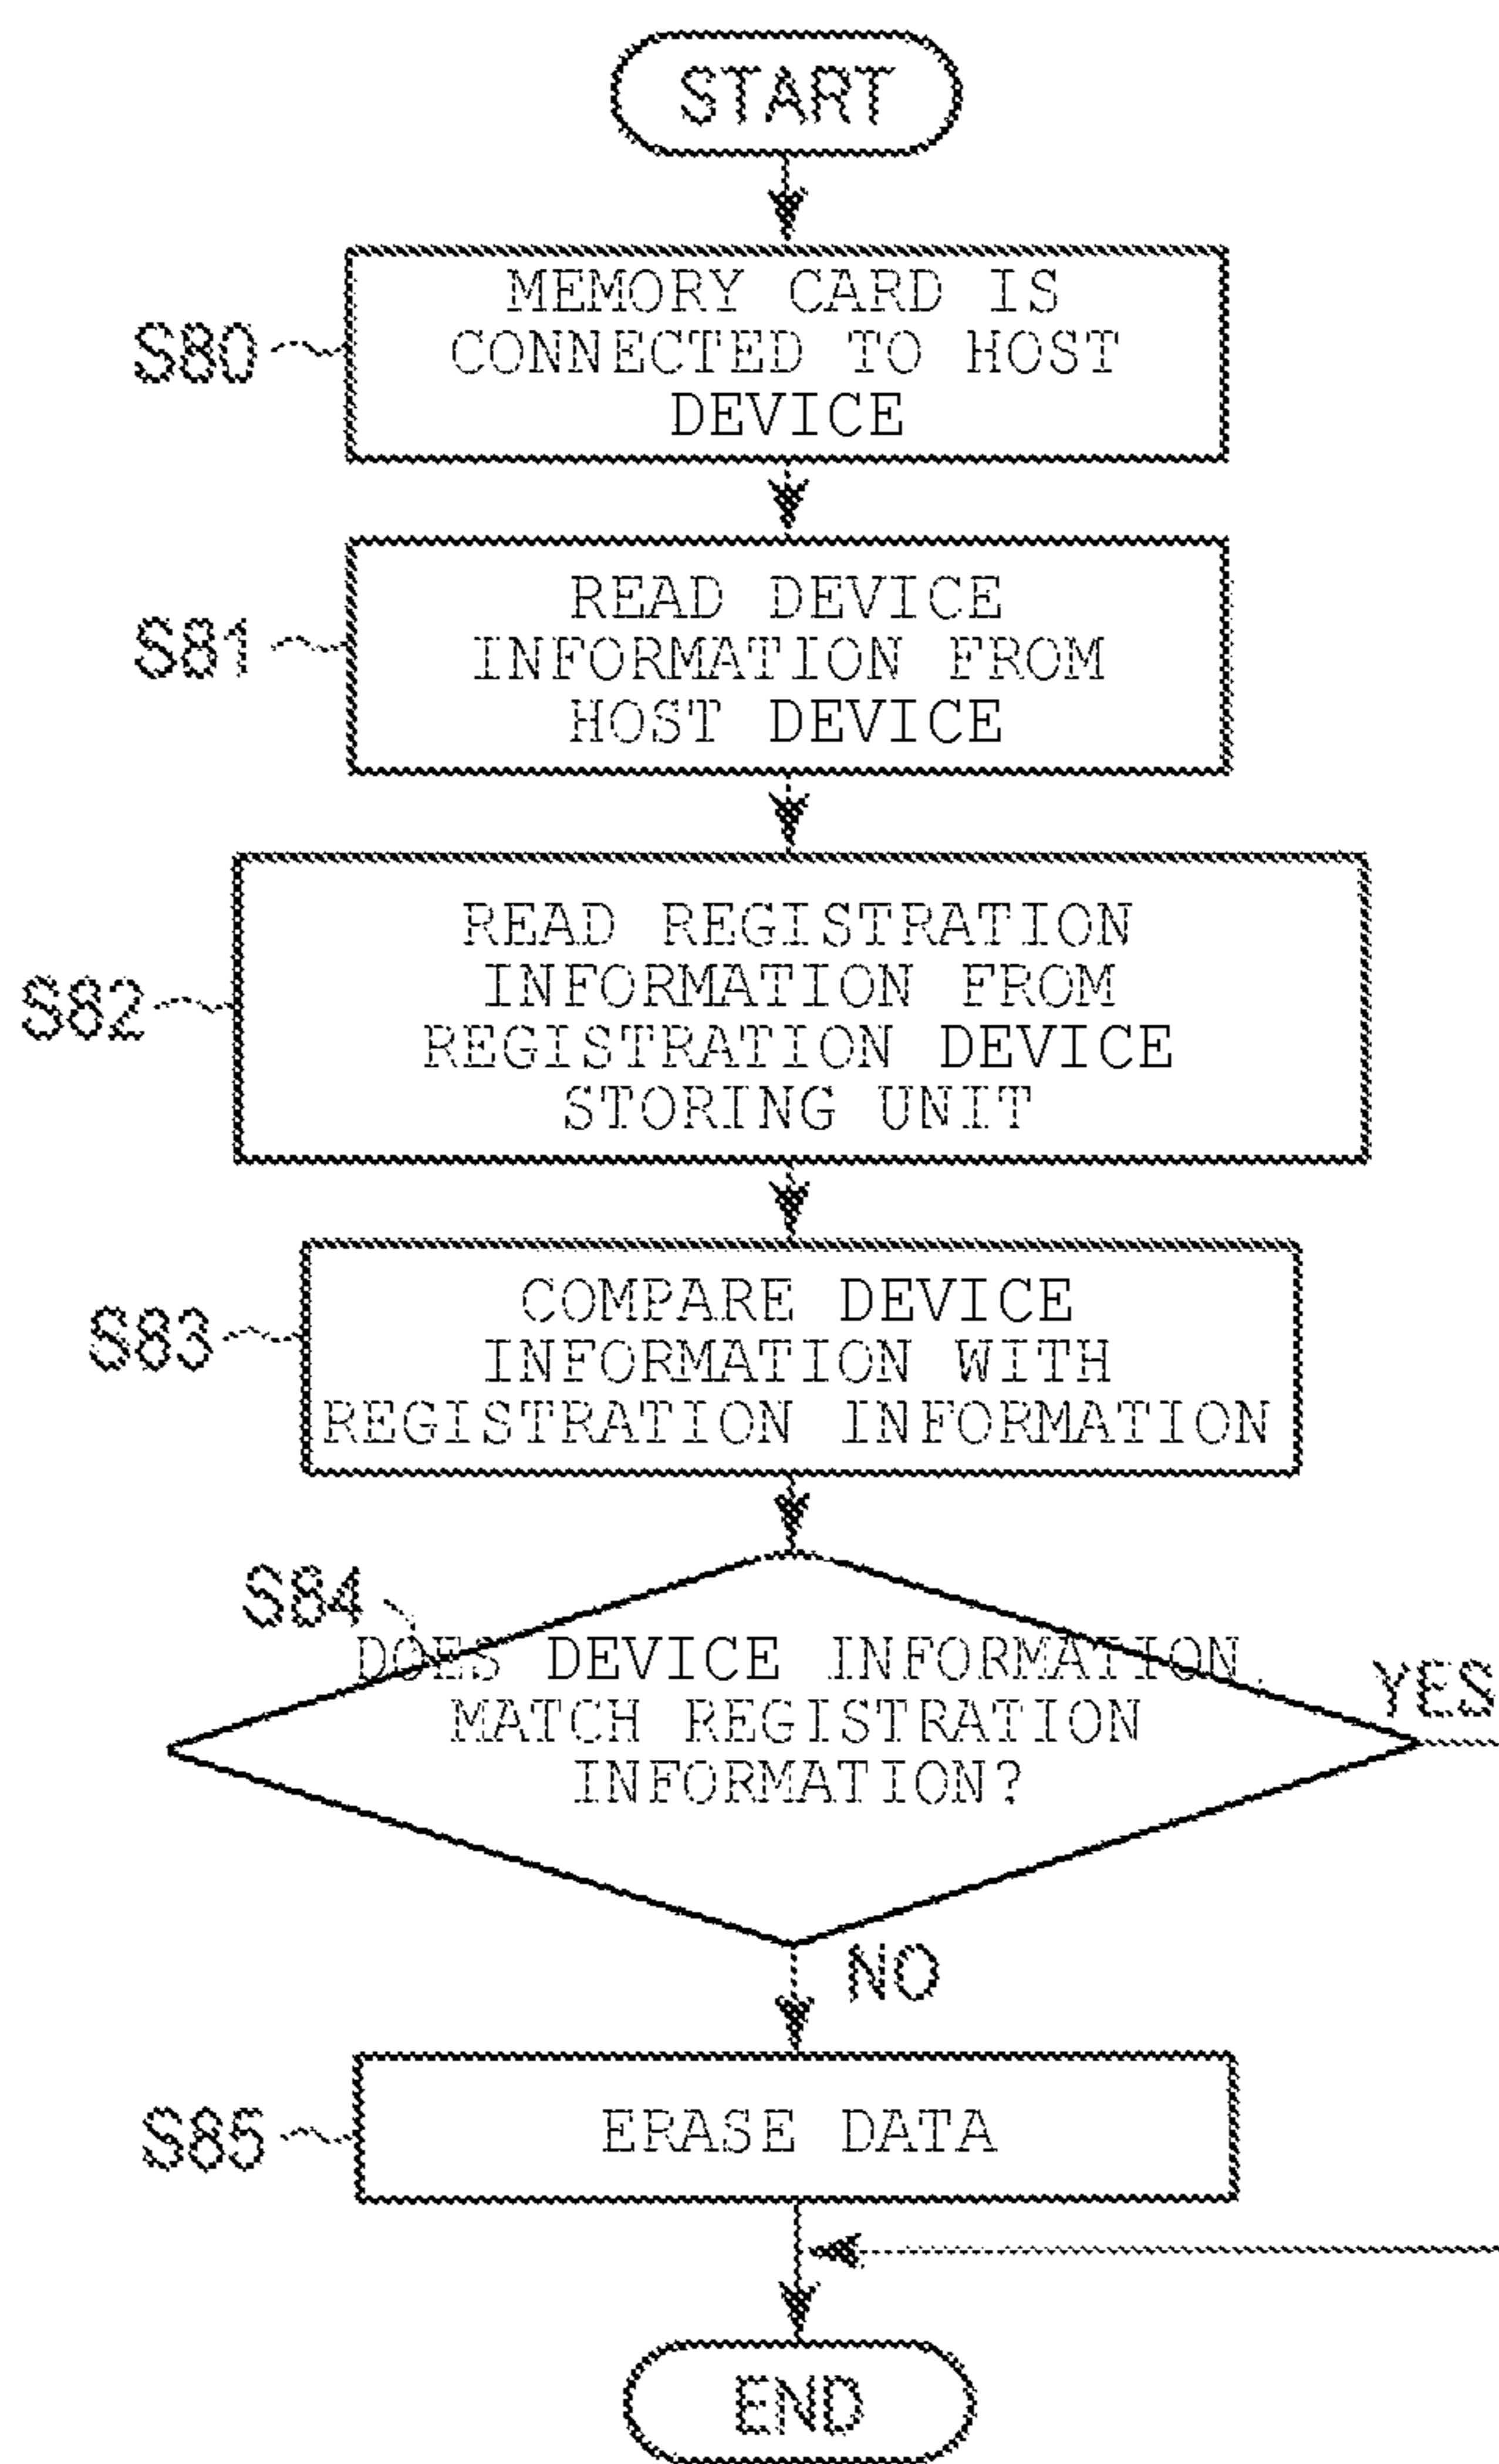 START
S80
MEMORY CARD IS
CONNECTED TO HOST
DEVICE
S81
READ DEVICE
INFORMATION FROM
HOST DEVICE
S82
READ REGISTRATION
INFORMATION FROM
REGISTRATION DEVICE
STORING UNIT
S83
COMPARE DEVICE
INFORMATION WITH
REGISTRATION INFORMATION
S84
DOES DEVICE INFORMATION
MATCH REGISTRATION
INFORMATION?
YES
NO
S85
ERASE DATA
END